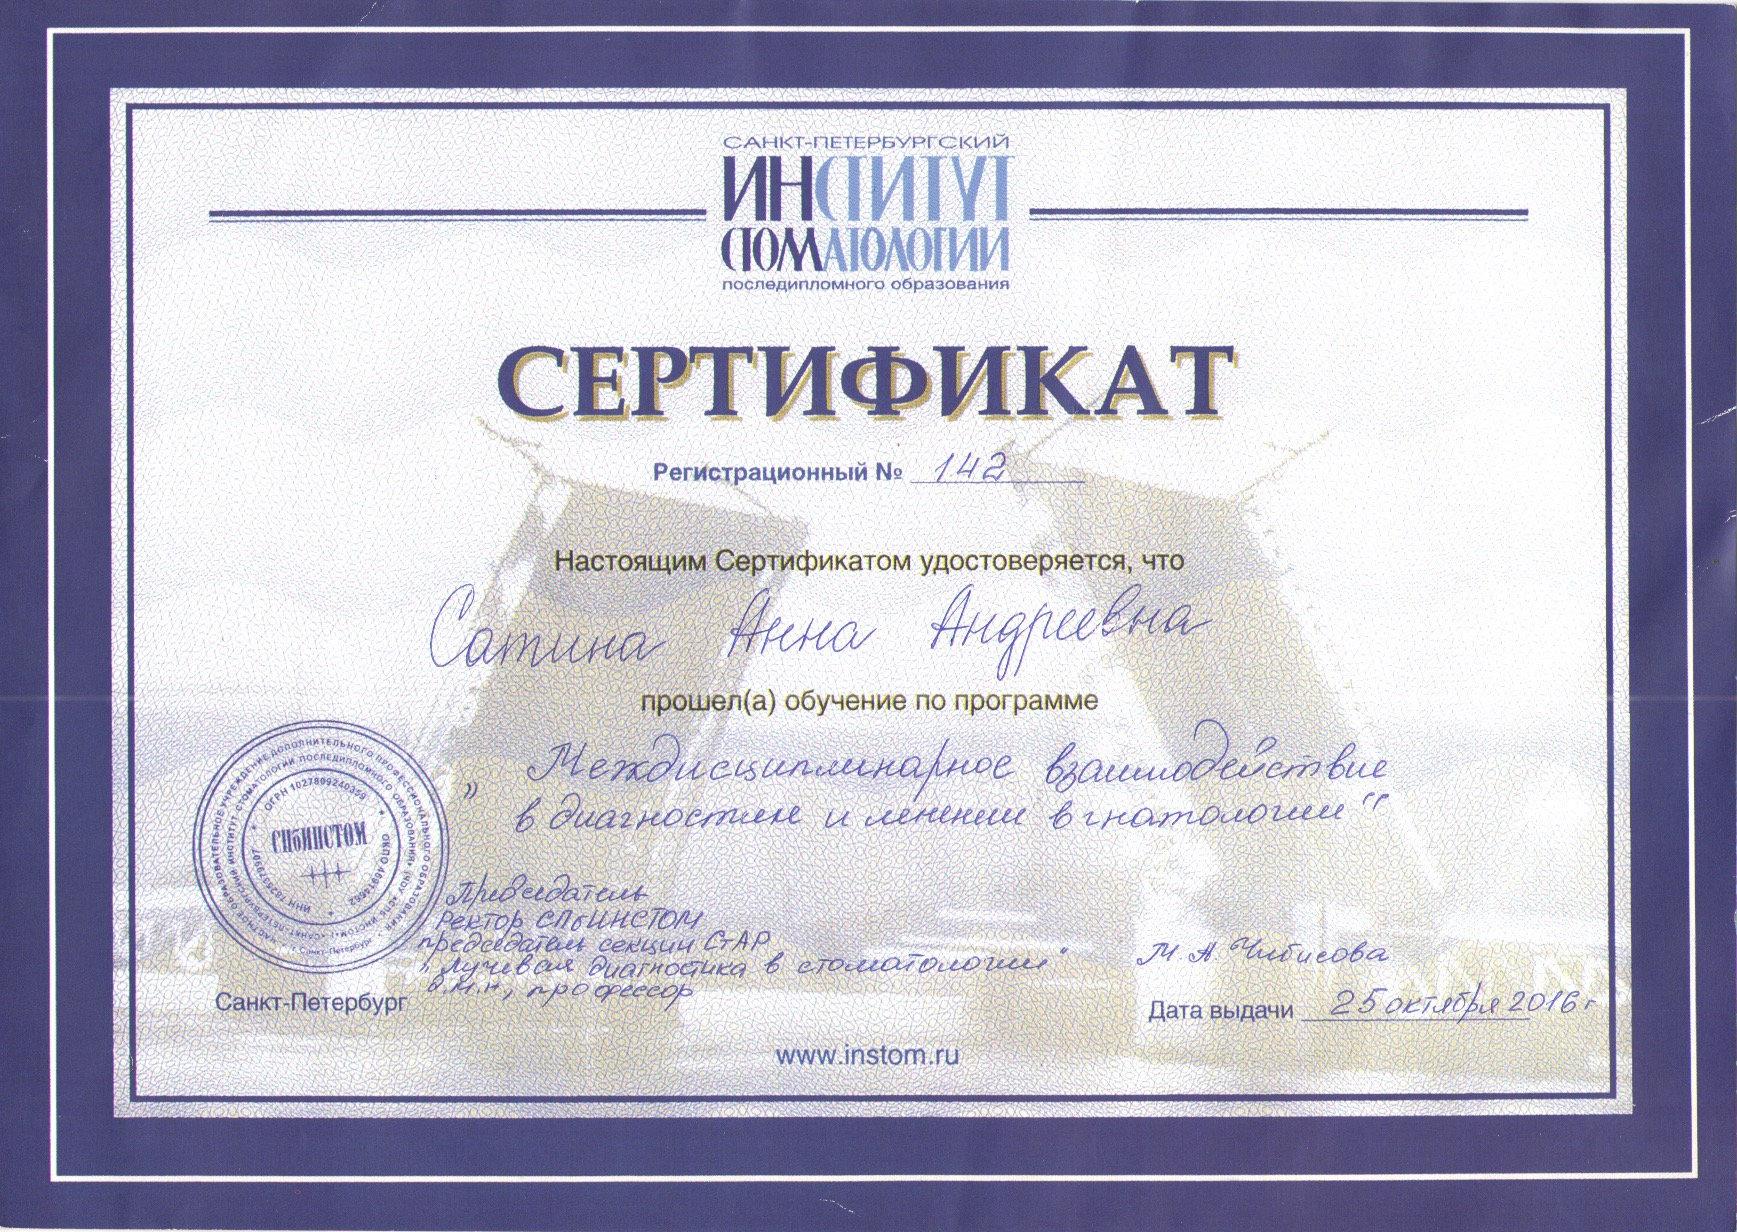 САНКТ-ПЕТЕРБУРГСКИЙ
ИНСТИТУТ
СТОМАТОЛОГИИ
последипломного образования
СЕРТИФИКАТ
Регистрационный № 142
Настоящим Сертификатом удостоверяется, что
Сатина Анна Андреевна
прошел(а) обучение по программе
„ Междисциплинарное взаимодействие
в диагностике и лечении в гнатологии“
ОГРН 1027809240359
СПбИНСТОМ
Председатель
ректор СПбИНСТОМ
председатель секции СтАР
„Лучевая диагностика в стоматологии“
д.м.н, профессор
М. А. Чибисова
Санкт-Петербург
Дата выдачи 25 октября 2016 г
www.instom.ru